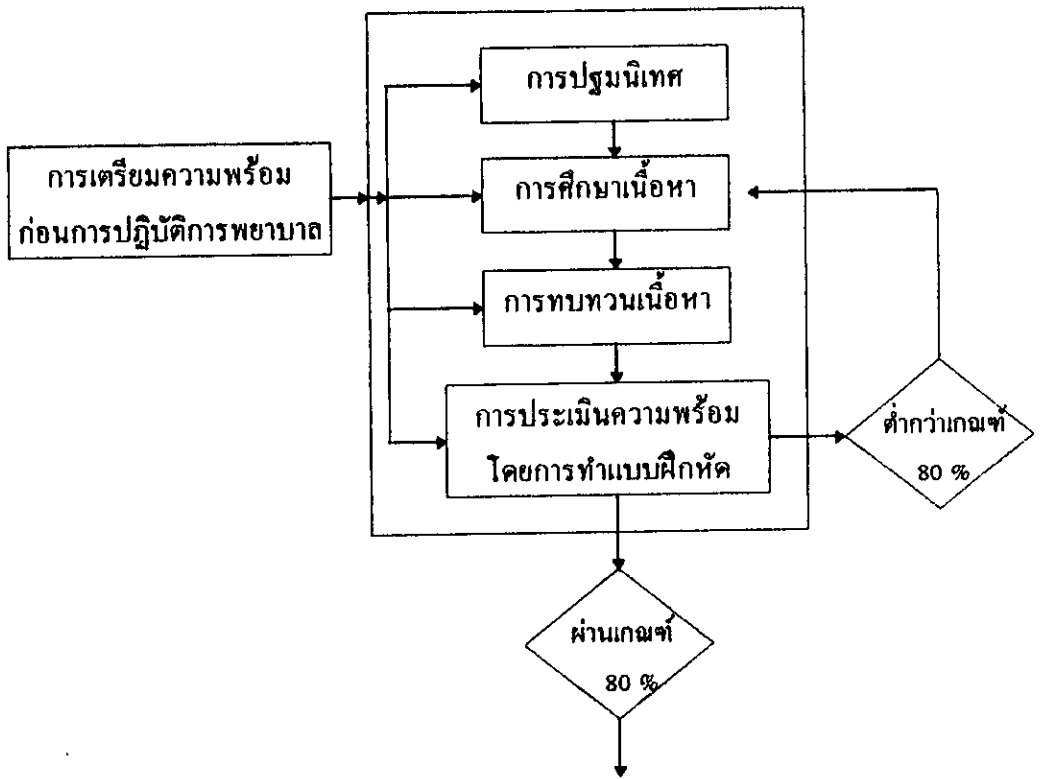 การปฐมนิเทศ
การเตรียมความพร้อม
ก่อนการปฏิบัติการพยาบาล
การศึกษาเนื้อหา
การทบทวนเนื้อหา
การประเมินความพร้อม
โดยการทำแบบฝึกหัด
ต่ำกว่าเกณฑ์
80 %
ผ่านเกณฑ์
80 %